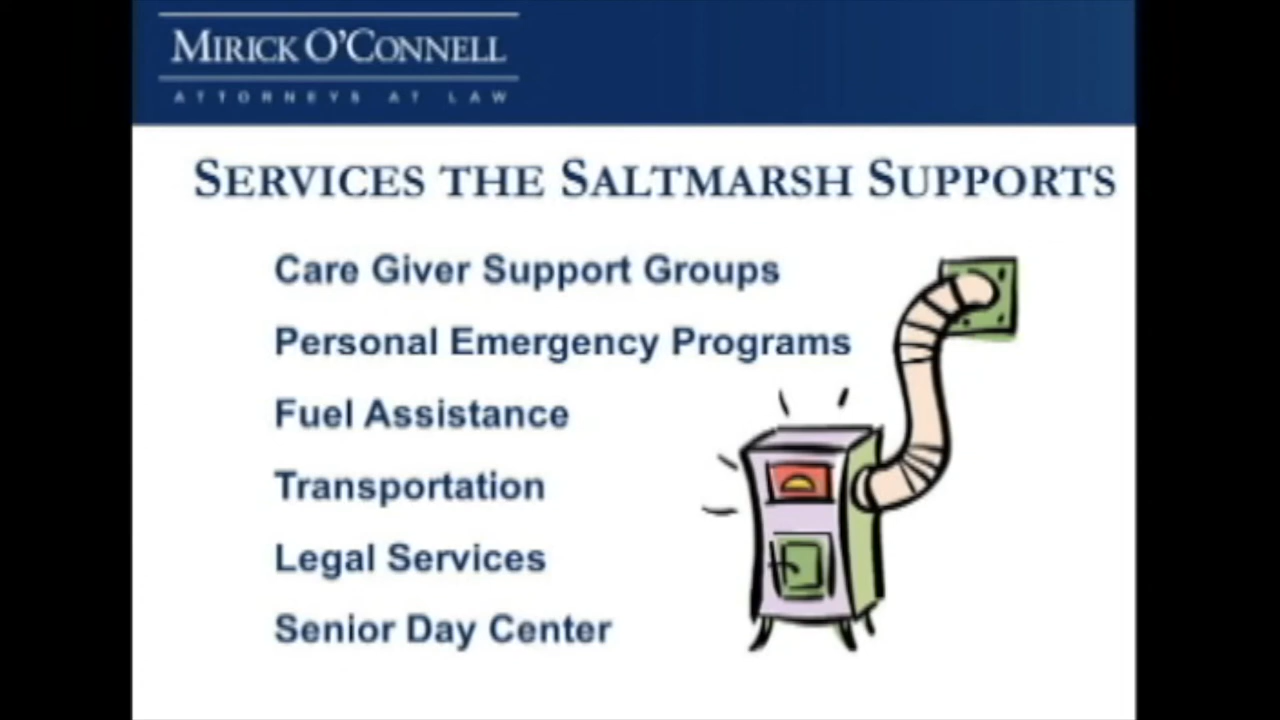 MIRICK O'CONNELL
ATTORNEYS AT LAW
SERVICES THE SALTMARSH SUPPORTS
Care Giver Support Groups
Personal Emergency Programs
Fuel Assistance
Transportation
Legal Services
Senior Day Center